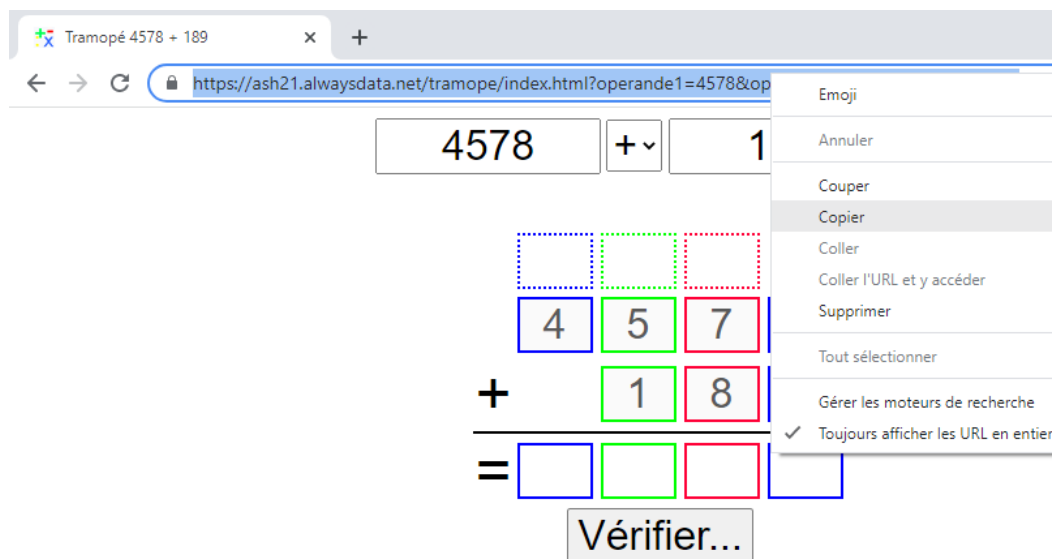 Tramopé 4578 + 189
https://ash21.alwaysdata.net/tramope/index.html?operande1=4578&op
4578 + 1
Emoji
Annuler
Couper
Copier
Coller
Coller l'URL et y accéder
Supprimer
Tout sélectionner
Gérer les moteurs de recherche
Toujours afficher les URL en entier
4 5 7
+ 1 8
=
Vérifier...